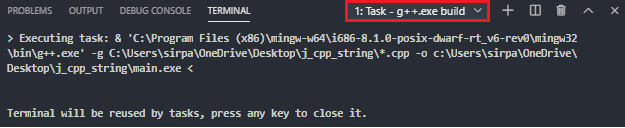 PROBLEMS OUTPUT DEBUG CONSOLE TERMINAL 1: Task - g++.exe build
> Executing task: & 'C:\Program Files (x86)\mingw-w64\i686-8.1.0-posix-dwarf-rt_v6-rev0\mingw32
\bin\g++.exe' -g C:\Users\sirpa\OneDrive\Desktop\j_cpp_string\*.cpp -o c:\Users\sirpa\OneDrive\
Desktop\j_cpp_string\main.exe <
Terminal will be reused by tasks, press any key to close it.